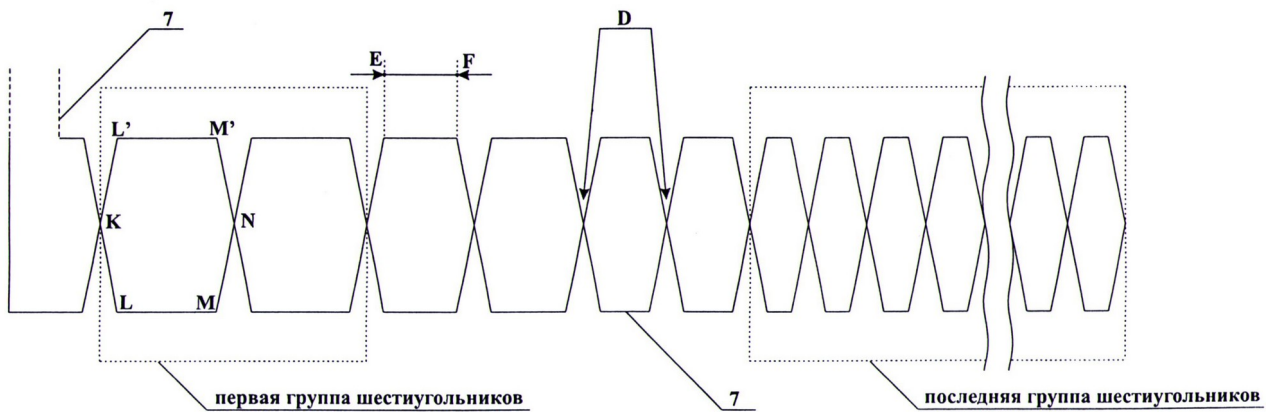 7
D
E F
L' M'
K N
L M
первая группа шестиугольников
7
последняя группа шестиугольников